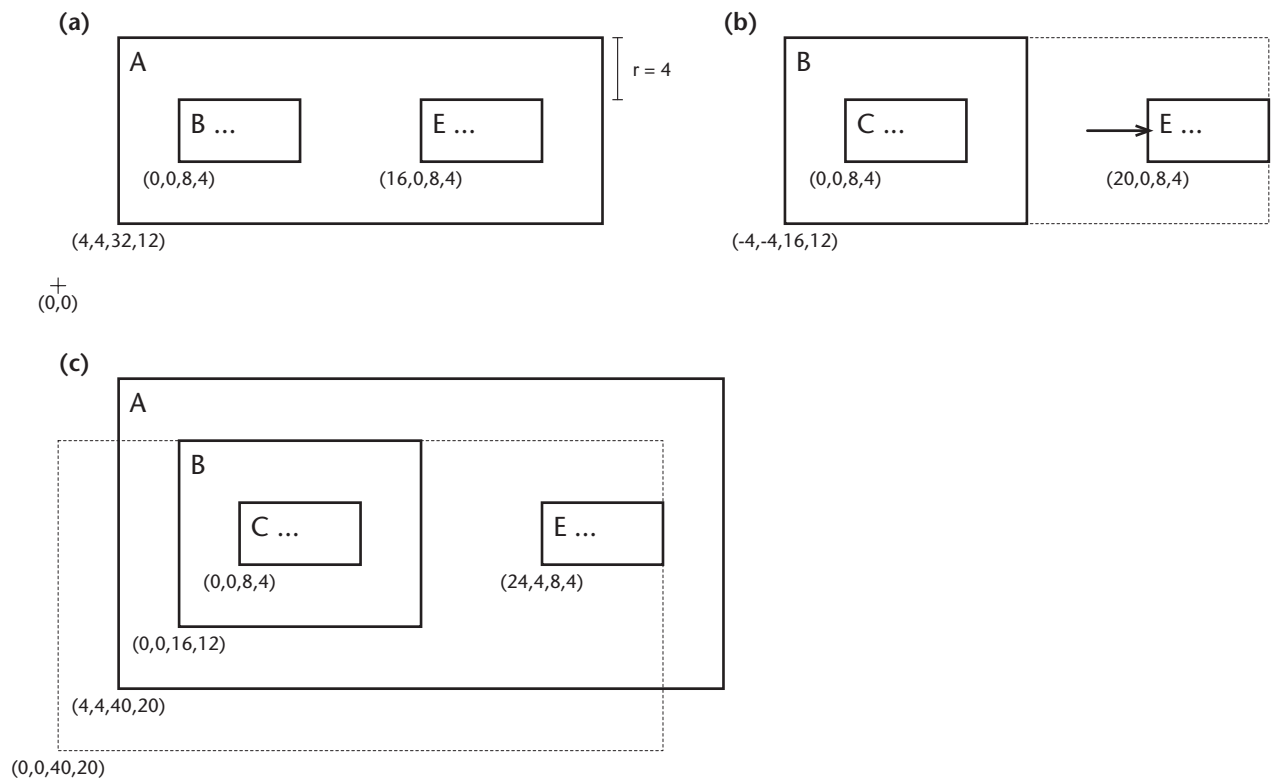 (a)
A
r = 4
B ...
E ...
(0,0,8,4)
(16,0,8,4)
(4,4,32,12)
(0,0)
(b)
B
C ...
E ...
(0,0,8,4)
(20,0,8,4)
(-4,-4,16,12)
(c)
A
B
C ...
E ...
(0,0,8,4)
(24,4,8,4)
(0,0,16,12)
(4,4,40,20)
(0,0,40,20)